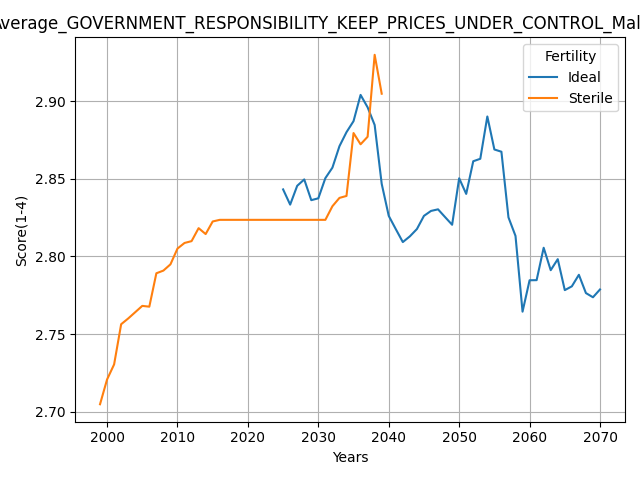 Average_GOVERNMENT_RESPONSIBILITY_KEEP_PRICES_UNDER_CONTROL_Mal
Fertility
Ideal
Sterile
2.90
2.85
2.80
2.75
2.70
Score(1-4)
2000 2010 2020 2030 2040 2050 2060 2070
Years